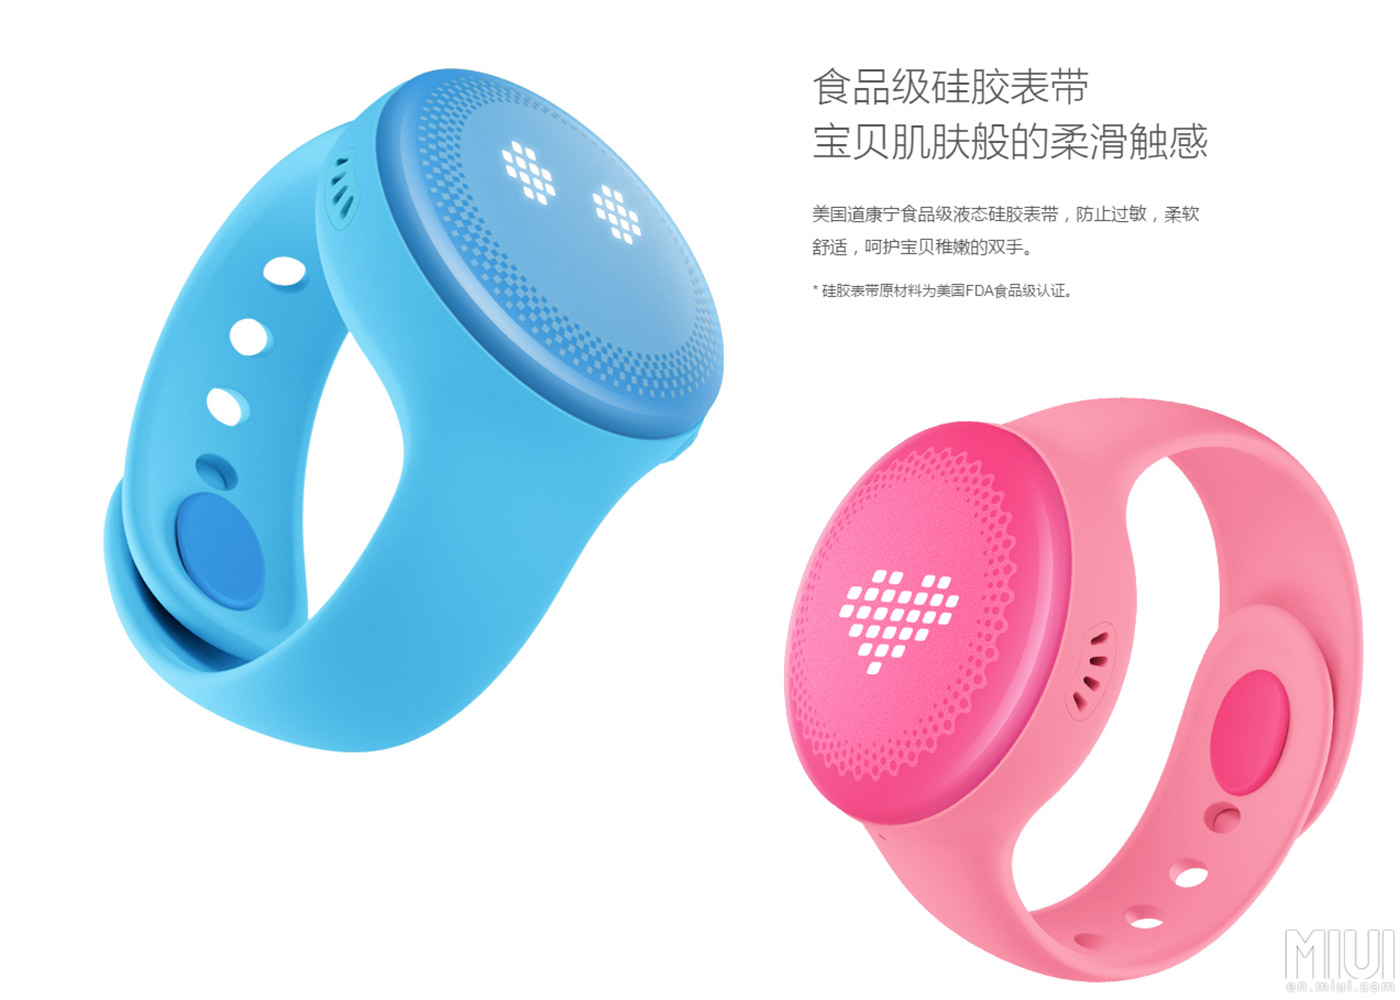 食品级硅胶表带
宝贝肌肤般的柔滑触感
美国道康宁食品级液态硅胶表带，防止过敏，柔软
舒适，呵护宝贝稚嫩的双手。
* 硅胶表带原材料为美国FDA食品级认证。
MIUI
en.miui.com